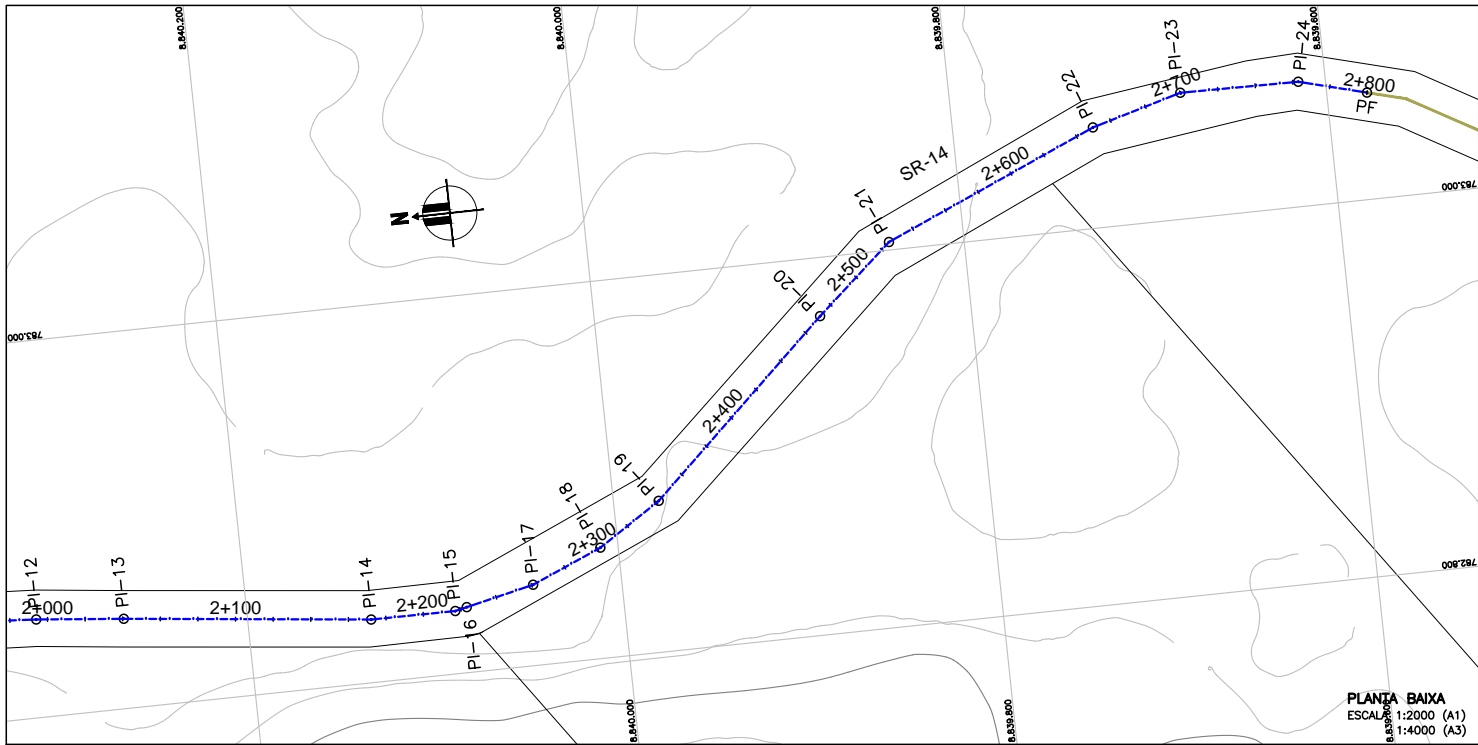 8.840.200
8.840.000
8.839.800
8.839.600
PI-24
PI-23
PI-22
2+700
2+800
PF
SR-14
2+600
783.000
PI-21
N
2+500
PI-20
783.000
2+400
PI-19
PI-18
2+300
782.800
PI-17
PI-12
PI-13
PI-14
PI-15
2+000
2+100
2+200
PI-16
8.840.000
8.839.800
8.839.600
PLANTA BAIXA
ESCALA 1:2000 (A1)
1:4000 (A3)